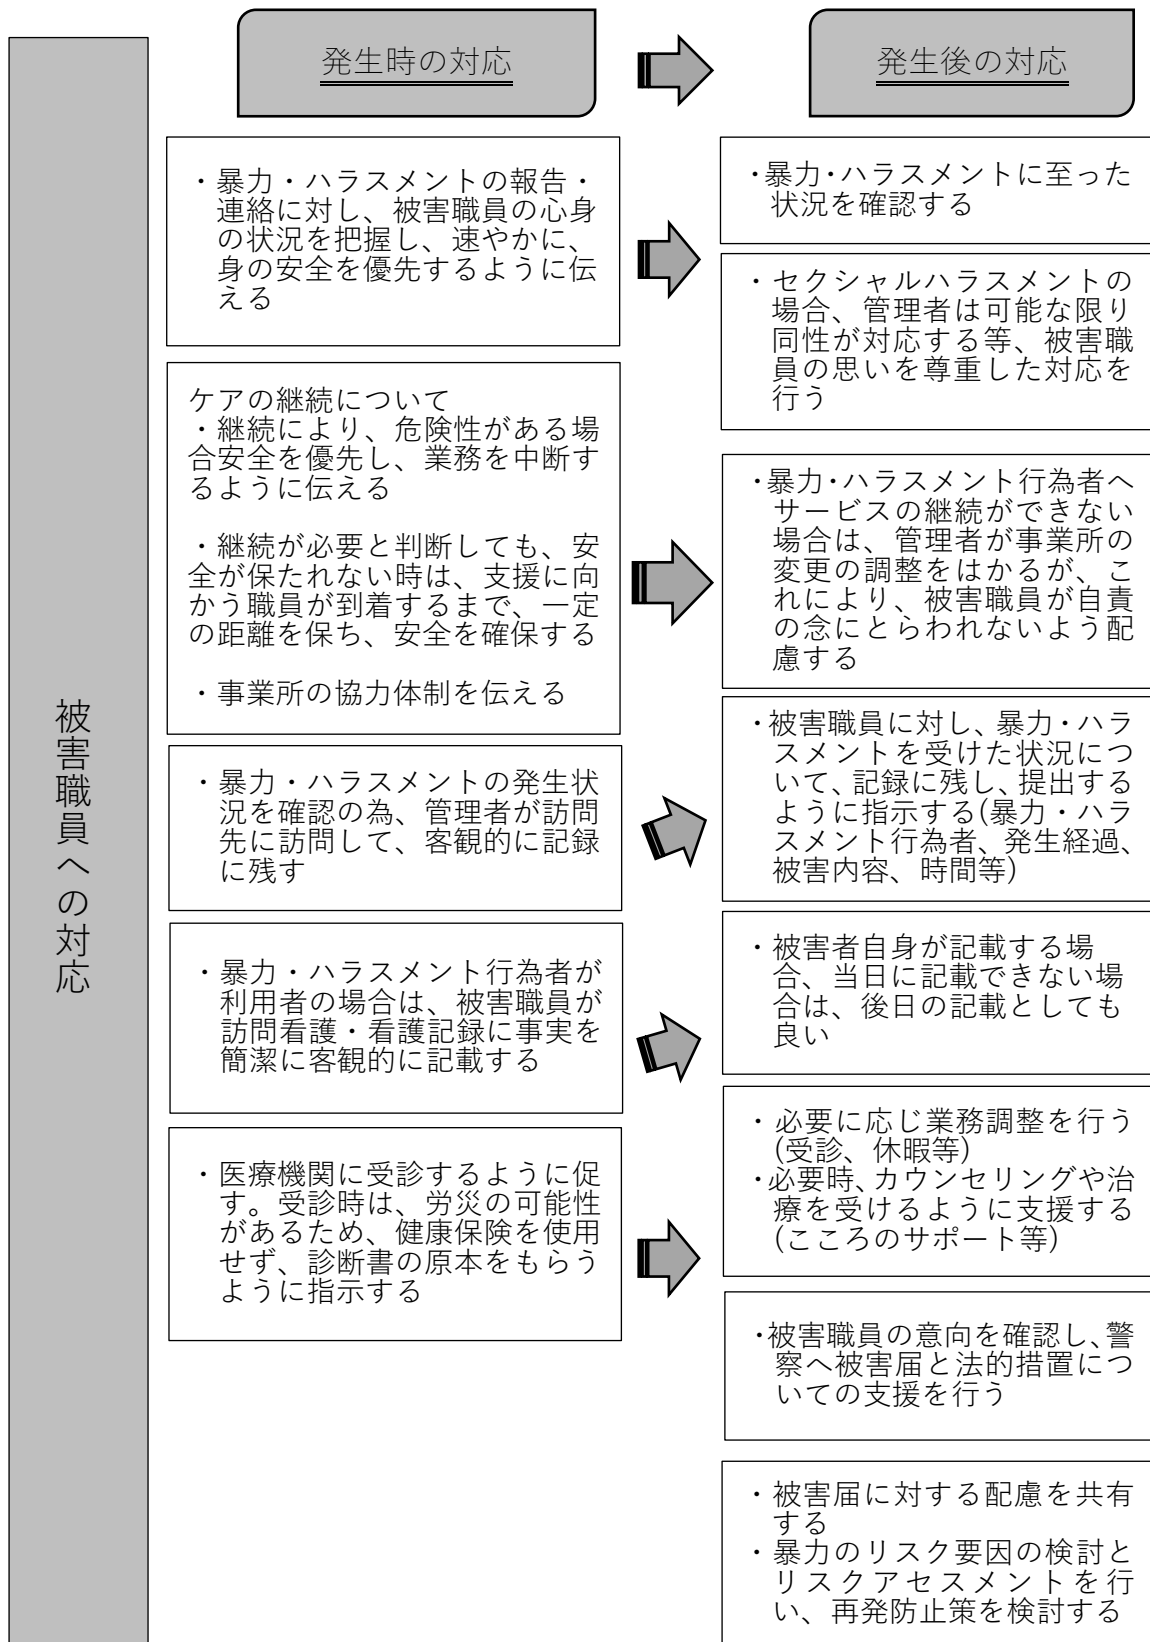 被害職員への対応
発生時の対応
・暴力・ハラスメントの報告・
連絡に対し、被害職員の心身
の状況を把握し、速やかに、
身の安全を優先するように伝
える
ケアの継続について
・継続により、危険性がある場
合安全を優先し、業務を中断す
るように伝える
・継続が必要と判断しても、安
全が保たれない時は、支援に向
かう職員が到着するまで、一定
の距離を保ち、安全を確保する
・事業所の協力体制を伝える
・暴力・ハラスメントの発生状
況を確認の為、管理者が訪問
先に訪問して、客観的に記録
に残す
・暴力・ハラスメント行為者が
利用者の場合は、被害職員が
訪問看護・看護記録に事実を
簡潔に客観的に記載する
・医療機関に受診するように促
す。受診時は、労災の可能性
があるため、健康保険を使用
せず、診断書の原本をもらう
ように指示する
発生後の対応
・暴力・ハラスメントに至った
状況を確認する
・セクシャルハラスメントの
場合、管理者は可能な限り
同性が対応する等、被害職
員の思いを尊重した対応を
行う
・暴力・ハラスメント行為者へ
サービスの継続ができない
場合は、管理者が事業所の
変更の調整をはかるが、こ
れにより、被害職員が自責
の念にとらわれないよう配
慮する
・被害職員に対し、暴力・ハラ
スメントを受けた状況につ
いて、記録に残し、提出する
ように指示する(暴力・ハラ
スメント行為者、発生経過、
被害内容、時間等)
・被害者自身が記載する場
合、当日に記載できない場
合は、後日の記載としても
良い
・必要に応じ業務調整を行う
(受診、休暇等)
・必要時、カウンセリングや治
療を受けるように支援する
(こころのサポート等)
・被害職員の意向を確認し、警
察へ被害届と法的措置につ
いての支援を行う
・被害届に対する配慮を共有
する
・暴力のリスク要因の検討と
リスクアセスメントを行
い、再発防止策を検討する